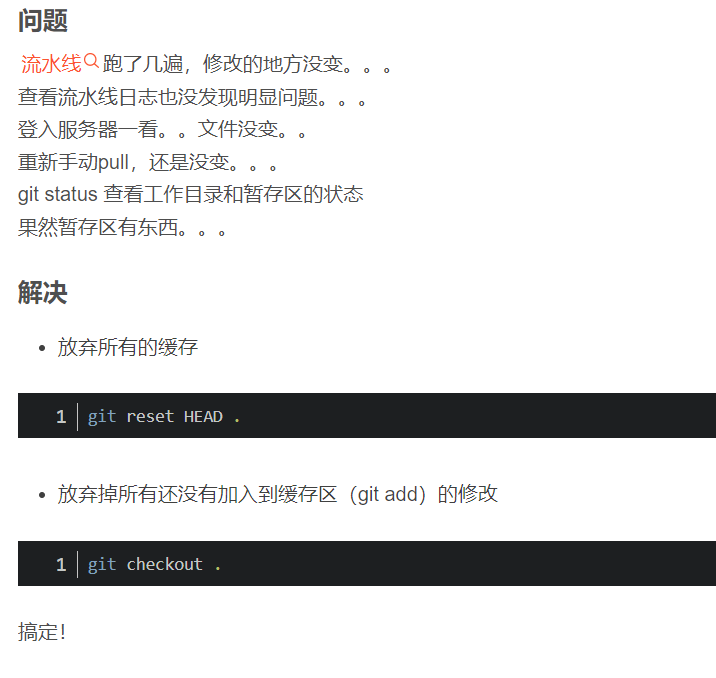 问题
流水线跑了几遍，修改的地方没变。。。
查看流水线日志也没发现明显问题。。。
登入服务器一看。。文件没变。。
重新手动pull，还是没变。。。
git status 查看工作目录和暂存区的状态
果然暂存区有东西。。。
解决
• 放弃所有的缓存
1 git reset HEAD .
• 放弃掉所有还没有加入到缓存区（git add）的修改
1 git checkout .
搞定！